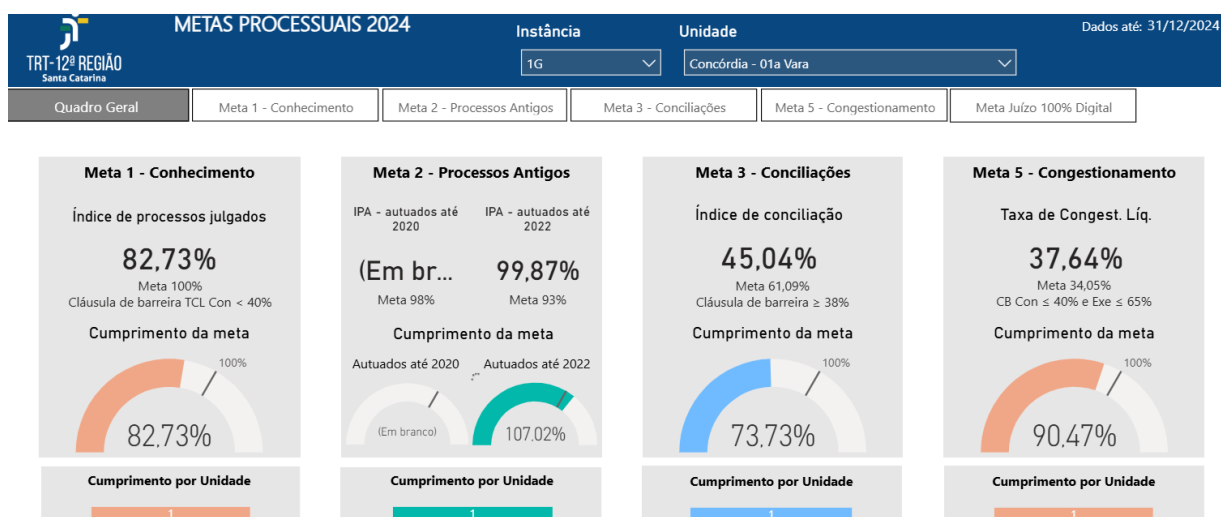 METAS PROCESSUAIS 2024
Instância
Unidade
Dados até: 31/12/2024
TRT-12ª REGIÃO
Santa Catarina
1G
Concórdia - 01a Vara
Quadro Geral
Meta 1 - Conhecimento
Meta 2 - Processos Antigos
Meta 3 - Conciliações
Meta 5 - Congestionamento
Meta Juízo 100% Digital
Meta 1 - Conhecimento
Índice de processos julgados
82,73%
Meta 100%
Cláusula de barreira TCL Con < 40%
Cumprimento da meta
100%
82,73%
Cumprimento por Unidade
1
Meta 2 - Processos Antigos
IPA - autuados até
2020
IPA - autuados até
2022
(Em br...
99,87%
Meta 98%
Meta 93%
Cumprimento da meta
Autuados até 2020
Autuados até 2022
(Em branco)
107,02%
Cumprimento por Unidade
1
Meta 3 - Conciliações
Índice de conciliação
45,04%
Meta 61,09%
Cláusula de barreira ≥ 38%
Cumprimento da meta
100%
73,73%
Cumprimento por Unidade
1
Meta 5 - Congestionamento
Taxa de Congest. Líq.
37,64%
Meta 34,05%
CB Con ≤ 40% e Exe ≤ 65%
Cumprimento da meta
100%
90,47%
Cumprimento por Unidade
1